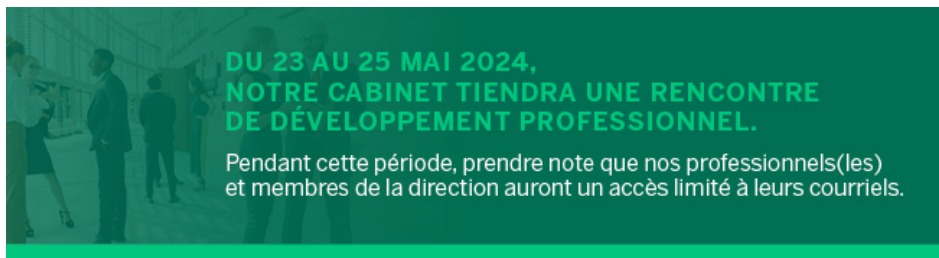 DU 23 AU 25 MAI 2024,
NOTRE CABINET TIENDRA UNE RENCONTRE
DE DÉVELOPPEMENT PROFESSIONNEL.
Pendant cette période, prendre note que nos professionnels(les)
et membres de la direction auront un accès limité à leurs courriels.